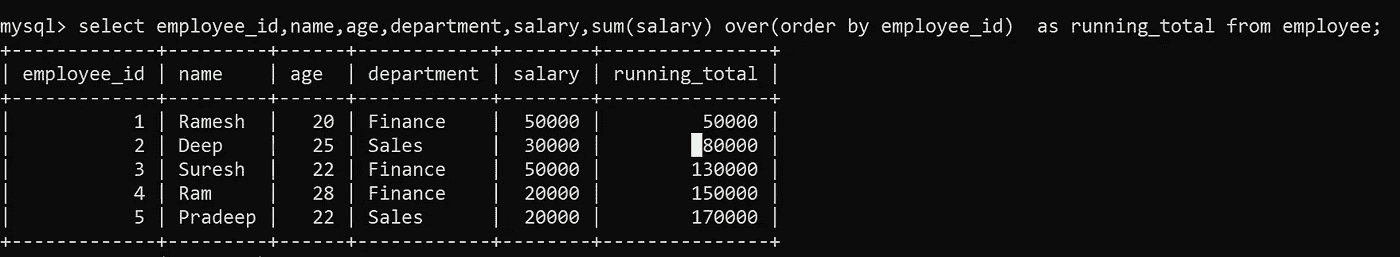 mysql> select employee_id,name,age,department,salary,sum(salary) over(order by employee_id)  as running_total from employee;
+-------------+---------+------+------------+--------+---------------+
| employee_id | name    | age  | department | salary | running_total |
+-------------+---------+------+------------+--------+---------------+
|           1 | Ramesh  |   20 | Finance    |  50000 |         50000 |
|           2 | Deep    |   25 | Sales      |  30000 |         80000 |
|           3 | Suresh  |   22 | Finance    |  50000 |        130000 |
|           4 | Ram     |   28 | Finance    |  20000 |        150000 |
|           5 | Pradeep |   22 | Sales      |  20000 |        170000 |
+-------------+---------+------+------------+--------+---------------+